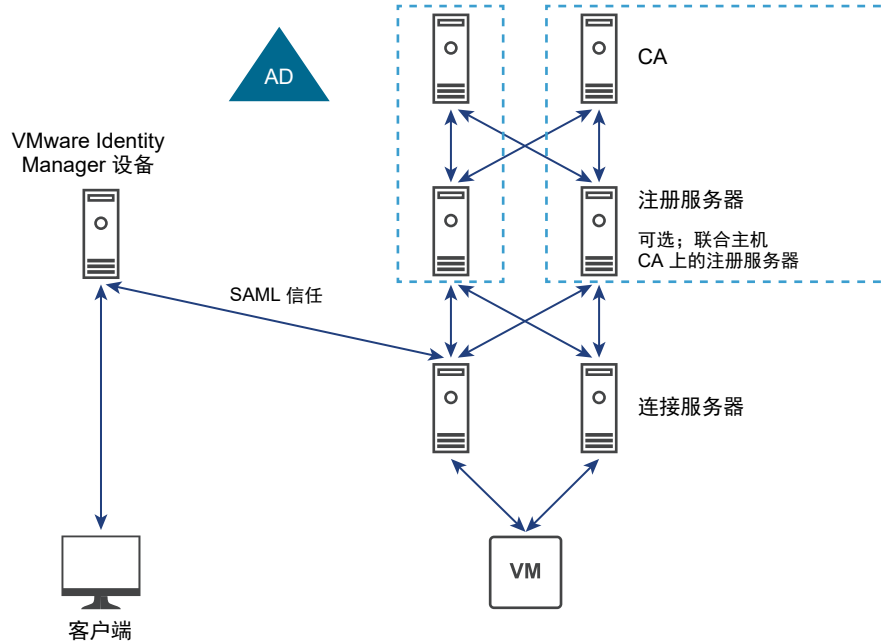 AD
CA
VMware Identity
Manager 设备
注册服务器
可选；联合主机
CA 上的注册服务器
SAML 信任
连接服务器
VM
客户端